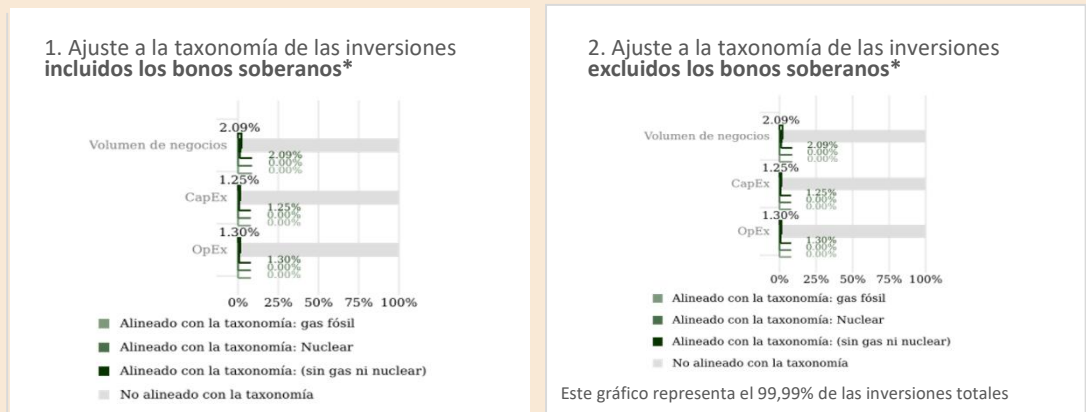 1. Ajuste a la taxonomía de las inversiones
incluidos los bonos soberanos*
2.09%
Volumen de negocios
2.09%
0.00%
0.00%
1.25%
CapEx
1.25%
0.00%
0.00%
1.30%
OpEx
1.30%
0.00%
0.00%
0% 25% 50% 75% 100%
Alineado con la taxonomía: gas fósil
Alineado con la taxonomía: Nuclear
Alineado con la taxonomía: (sin gas ni nuclear)
No alineado con la taxonomía
2. Ajuste a la taxonomía de las inversiones
excluidos los bonos soberanos*
2.09%
Volumen de negocios
2.09%
0.00%
0.00%
1.25%
CapEx
1.25%
0.00%
0.00%
1.30%
OpEx
1.30%
0.00%
0.00%
0% 25% 50% 75% 100%
Alineado con la taxonomía: gas fósil
Alineado con la taxonomía: Nuclear
Alineado con la taxonomía: (sin gas ni nuclear)
No alineado con la taxonomía
Este gráfico representa el 99,99% de las inversiones totales